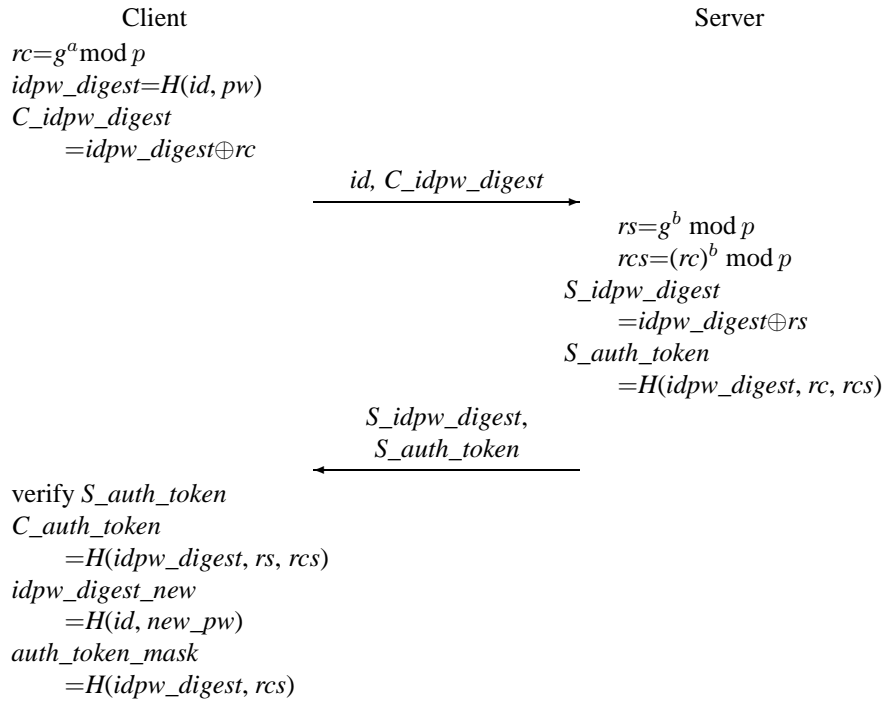 Client
Server
rc=g^a mod p
idpw_digest=H(id, pw)
C_idpw_digest
=idpw_digest⊕rc
id, C_idpw_digest
rs=g^b mod p
rcs=(rc)^b mod p
S_idpw_digest
=idpw_digest⊕rs
S_auth_token
=H(idpw_digest, rc, rcs)
S_idpw_digest,
S_auth_token
verify S_auth_token
C_auth_token
=H(idpw_digest, rs, rcs)
idpw_digest_new
=H(id, new_pw)
auth_token_mask
=H(idpw_digest, rcs)